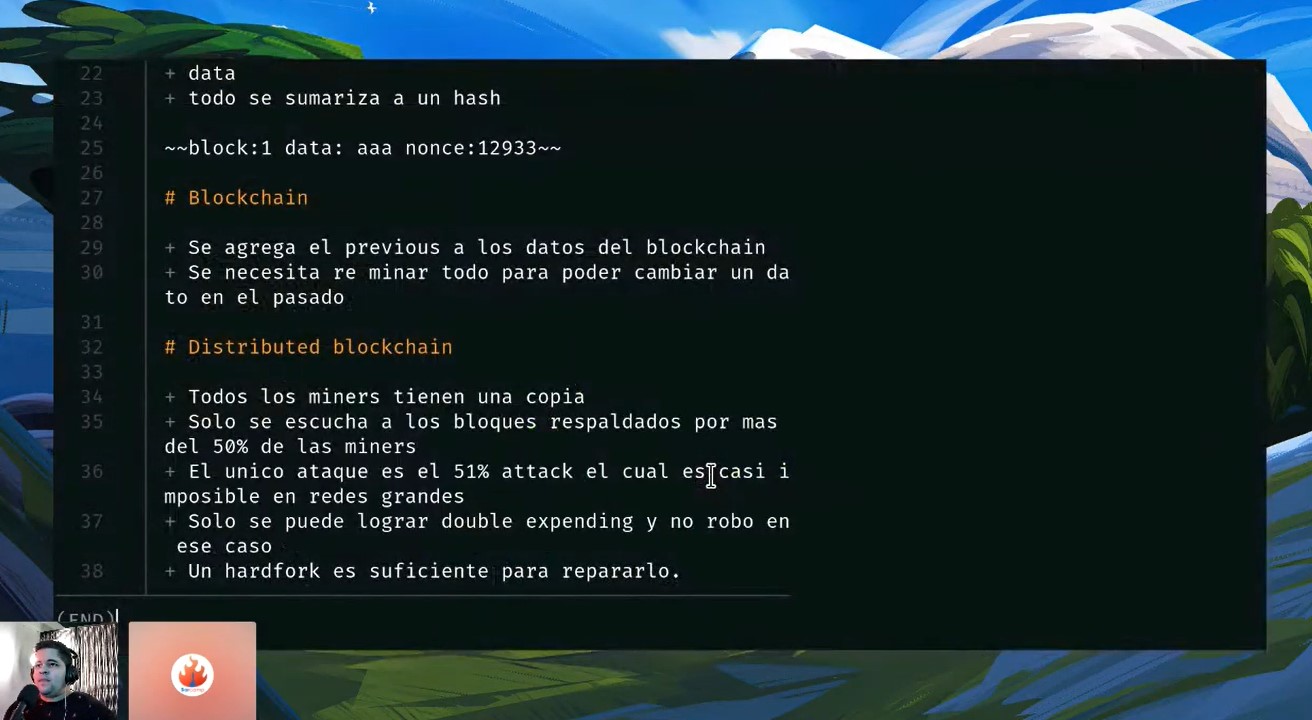 22 + data
23 + todo se sumariza a un hash
24
25 ~~block:1 data: aaa nonce:12933~~
26
27 # Blockchain
28
29 + Se agrega el previous a los datos del blockchain
30 + Se necesita re minar todo para poder cambiar un da
to en el pasado
31
32 # Distributed blockchain
33
34 + Todos los miners tienen una copia
35 + Solo se escucha a los bloques respaldados por mas
del 50% de las miners
36 + El unico ataque es el 51% attack el cual es casi i
mposible en redes grandes
37 + Solo se puede lograr double expending y no robo en
ese caso
38 + Un hardfork es suficiente para repararlo.
(END)